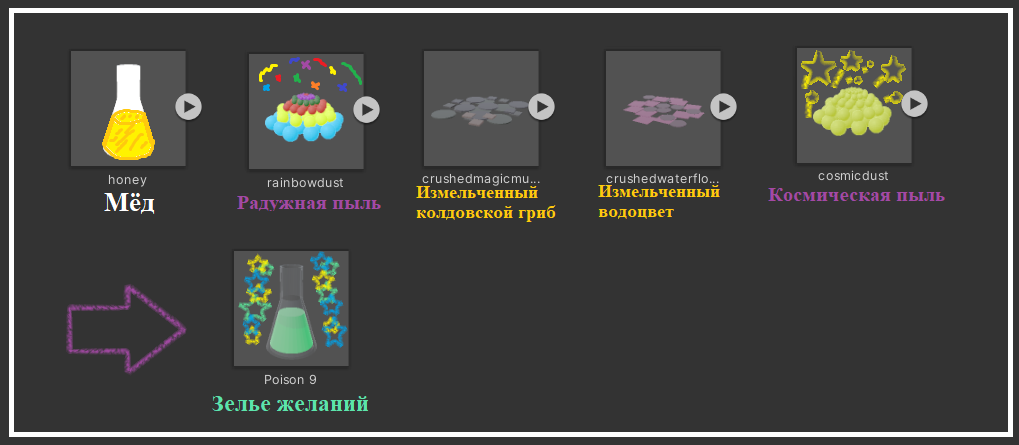 honey
Мёд
rainbowdust
Радужная пыль
crushedmagicmu...
Измельченный
колдовской гриб
crushedwaterflo...
Измельченный
водоцвет
cosmicdust
Космическая пыль
Poison 9
Зелье желаний